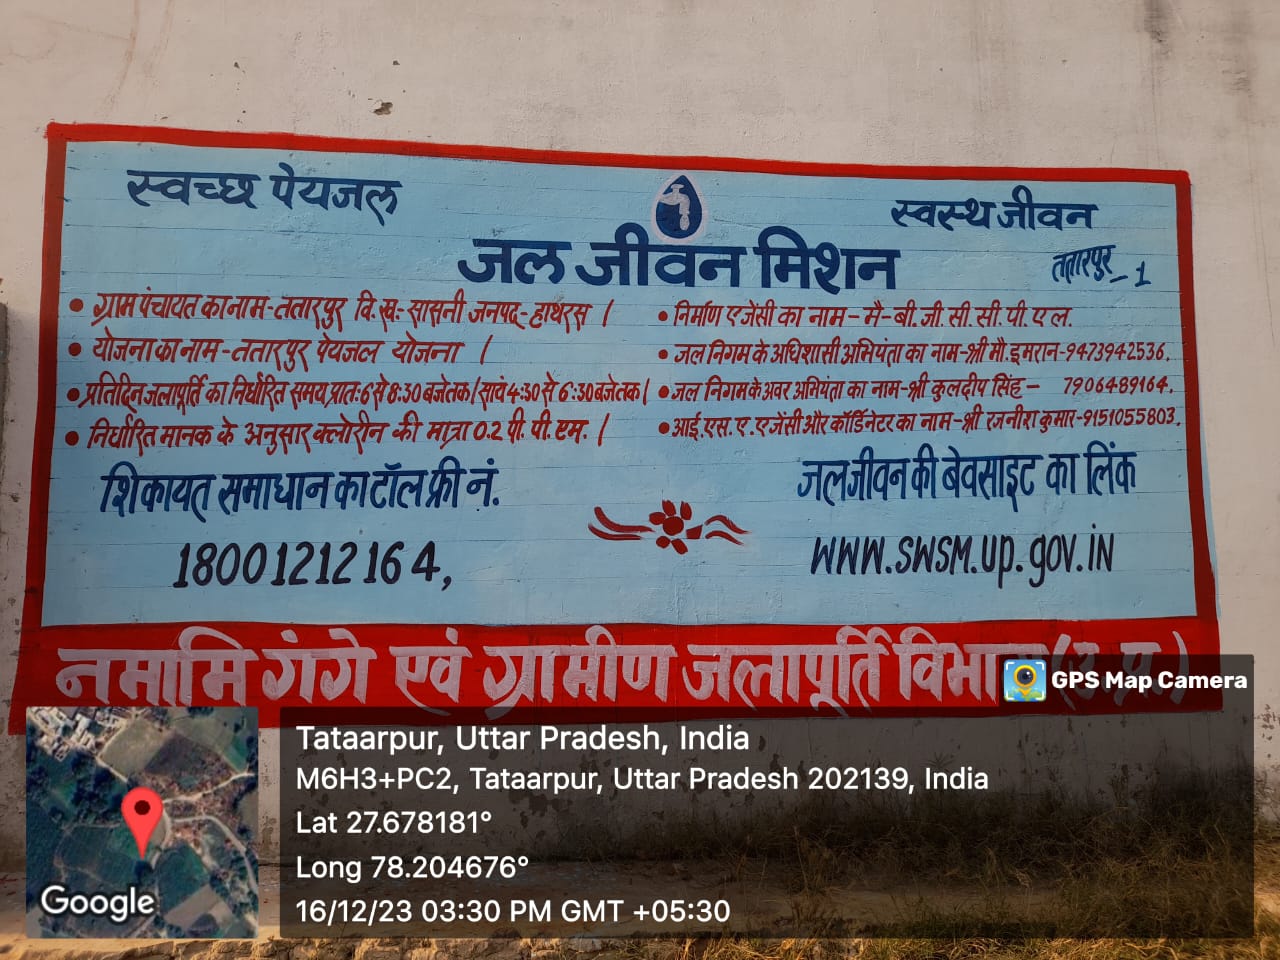 स्वच्छ पेयजल
स्वस्थ जीवन
जल जीवन मिशन
ततारपुर_1
• ग्राम पंचायत का नाम-ततारपुर वि.ख.-सासनी जनपद-हाथरस ।
• योजना का नाम-ततारपुर पेयजल योजना ।
• प्रतिदिन जलापूर्ति का निर्धारित समय प्रात:6 से 8:30 बजे तक। सायं 4:30 से 6:30 बजे तक।
• निर्धारित मानक के अनुसार क्लोरीन की मात्रा 0.2 पी. पी. एम. ।
• निर्माण एजेंसी का नाम-मै-बी.जी.सी.सी.पी.एल.
• जल निगम के अधिशासी अभियंता का नाम-श्री मौ.इमरान-9473942536.
• जल निगम के अवर अभियंता का नाम-श्री कुलदीप सिंह- 7906489164.
• आई.एस.ए.एजेंसी और कॉर्डिनेटर का नाम-श्री रजनीश कुमार-9151055803.
शिकायत समाधान का टॉल फ्री नं.
18001212164,
जलजीवन की बेवसाइट का लिंक
www.swsm.up.gov.in
नमामि गंगे एवं ग्रामीण जलापूर्ति विभाग(उ.प्र.)
GPS Map Camera
Tataarpur, Uttar Pradesh, India
M6H3+PC2, Tataarpur, Uttar Pradesh 202139, India
Lat 27.678181°
Long 78.204676°
16/12/23 03:30 PM GMT +05:30
Google